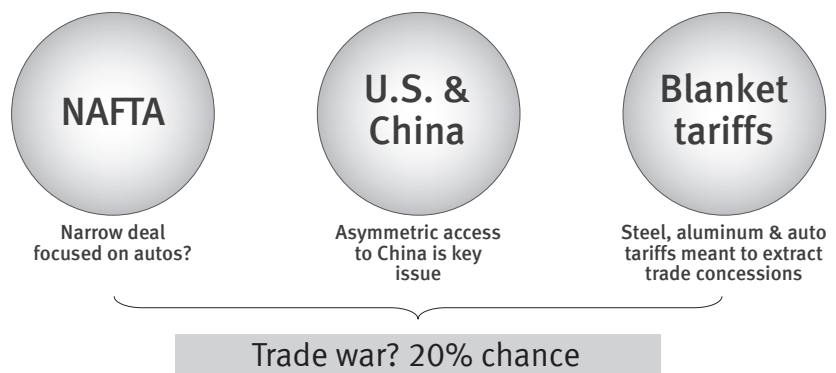 NAFTA
Narrow deal
focused on autos?
U.S. &
China
Asymmetric access
to China is key
issue
Blanket
tariffs
Steel, aluminum & auto
tariffs meant to extract
trade concessions
Trade war? 20% chance